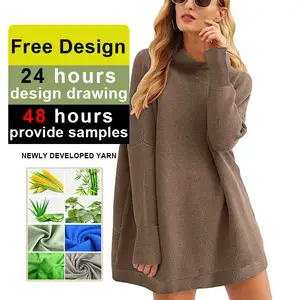 Free Design
24 hours
design drawing
48 hours
provide samples
NEWLY DEVELOPED YARN